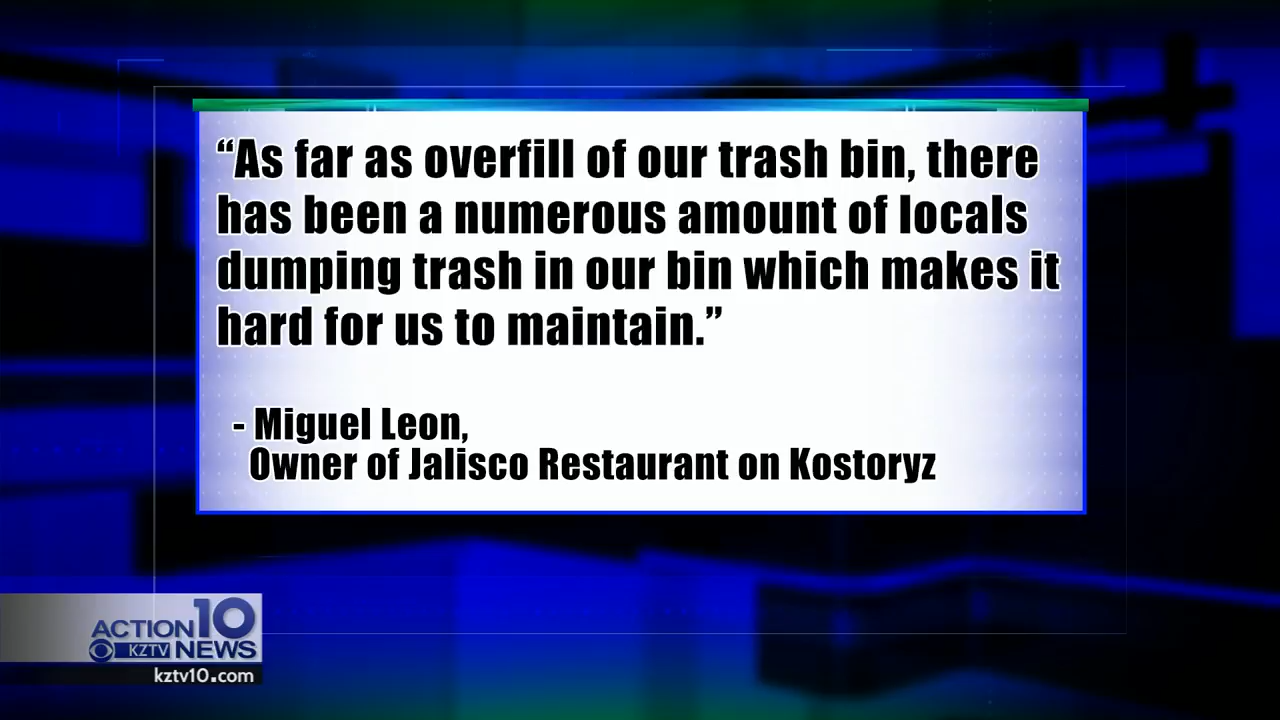 “As far as overfill of our trash bin, there
has been a numerous amount of locals
dumping trash in our bin which makes it
hard for us to maintain.”
- Miguel Leon,
Owner of Jalisco Restaurant on Kostoryz
ACTION 10
KZTV NEWS
kztv10.com